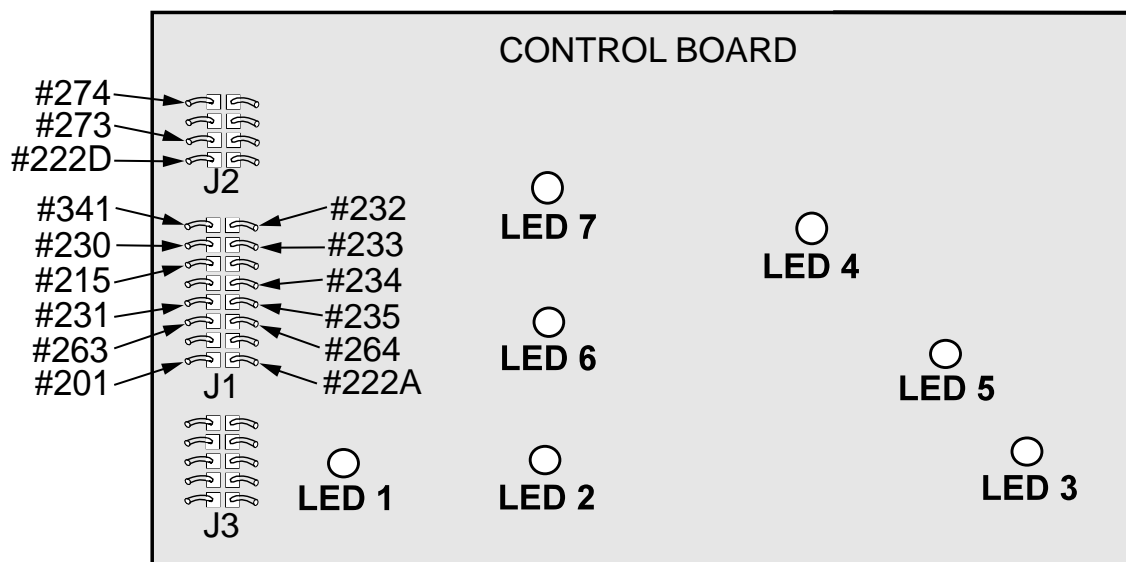 CONTROL BOARD
#274
#273
#222D
J2
#341
#230
#215
#231
#263
#201
#232
#233
#234
#235
#264
#222A
J1
J3
LED 7
LED 4
LED 6
LED 5
LED 1
LED 2
LED 3